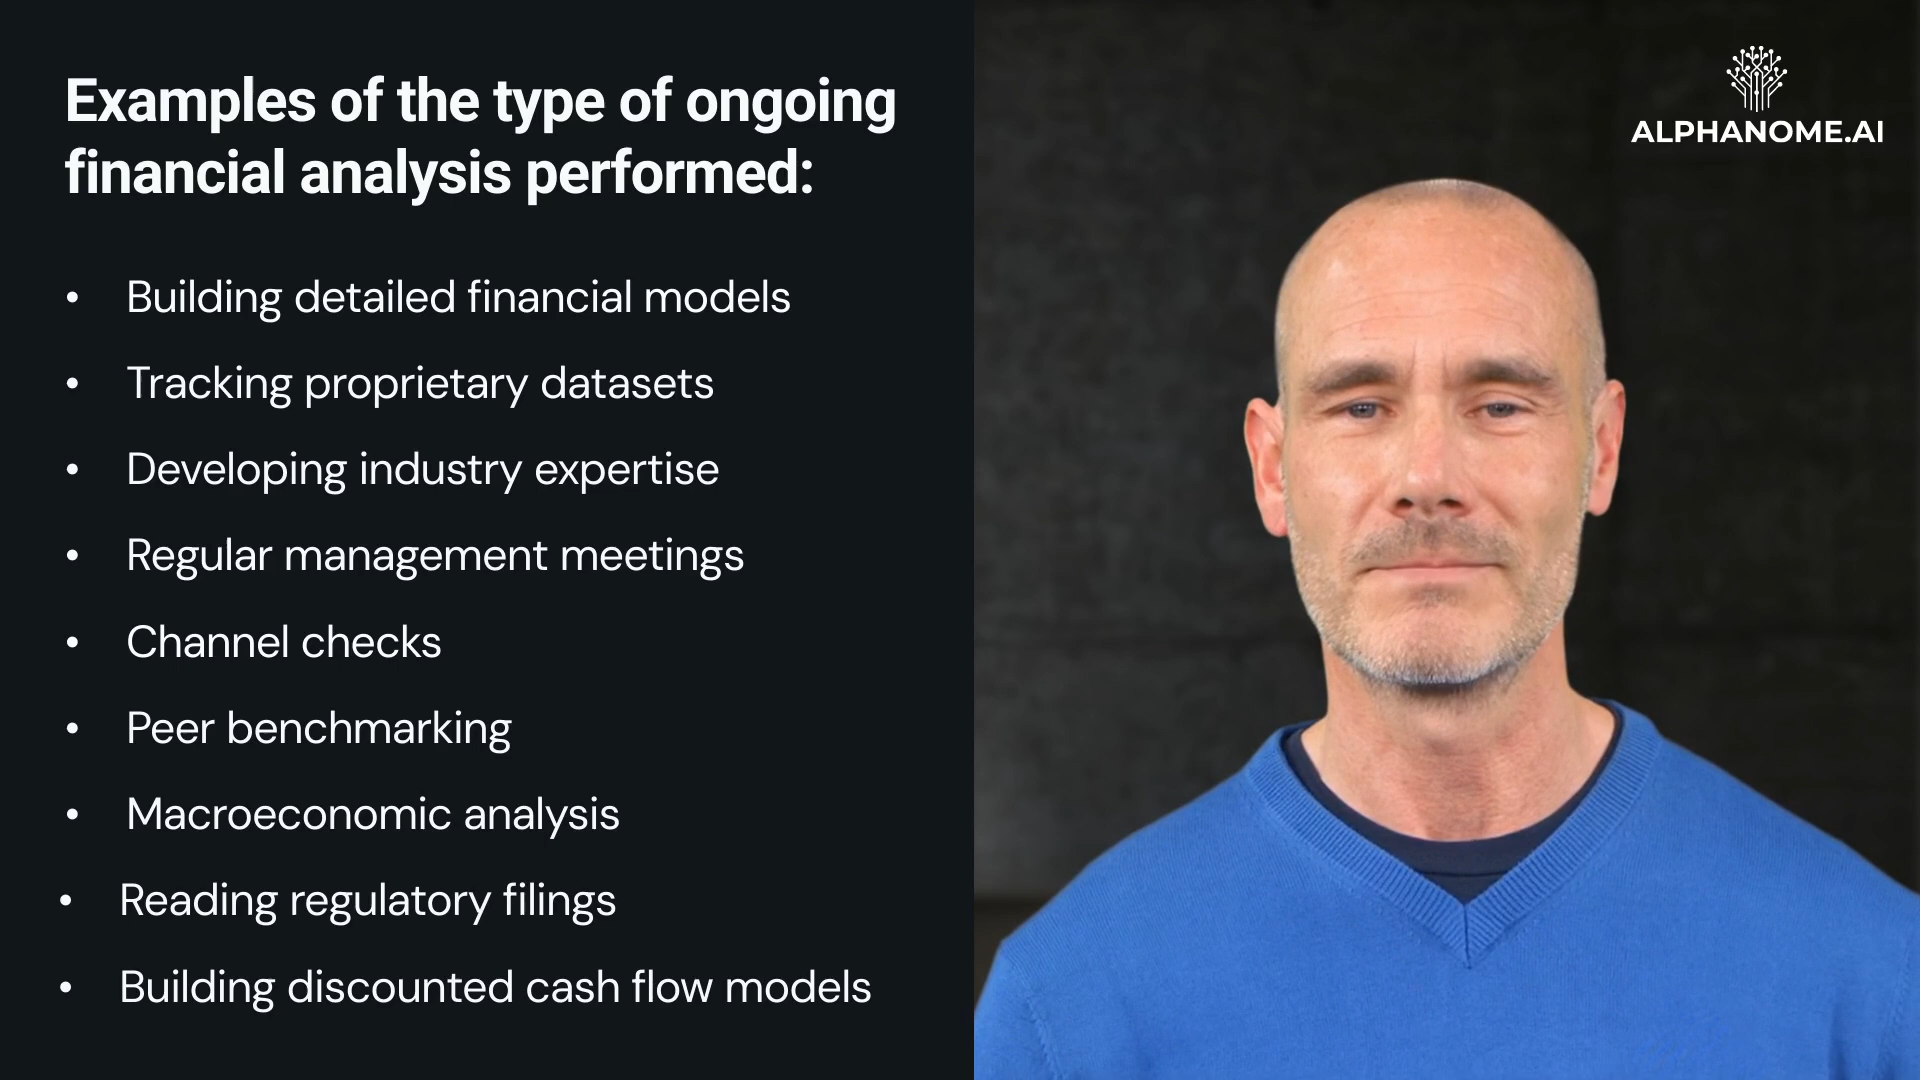 Examples of the type of ongoing
financial analysis performed:
• Building detailed financial models
• Tracking proprietary datasets
• Developing industry expertise
• Regular management meetings
• Channel checks
• Peer benchmarking
• Macroeconomic analysis
• Reading regulatory filings
• Building discounted cash flow models
ALPHANOME.AI